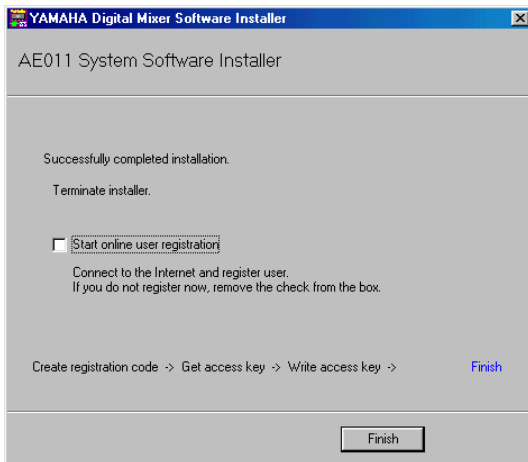 YAMAHA Digital Mixer Software Installer
AE011 System Software Installer
Successfully completed installation.
Terminate installer.
Start online user registration
Connect to the Internet and register user.
If you do not register now, remove the check from the box.
Create registration code -> Get access key -> Write access key -> Finish
Finish